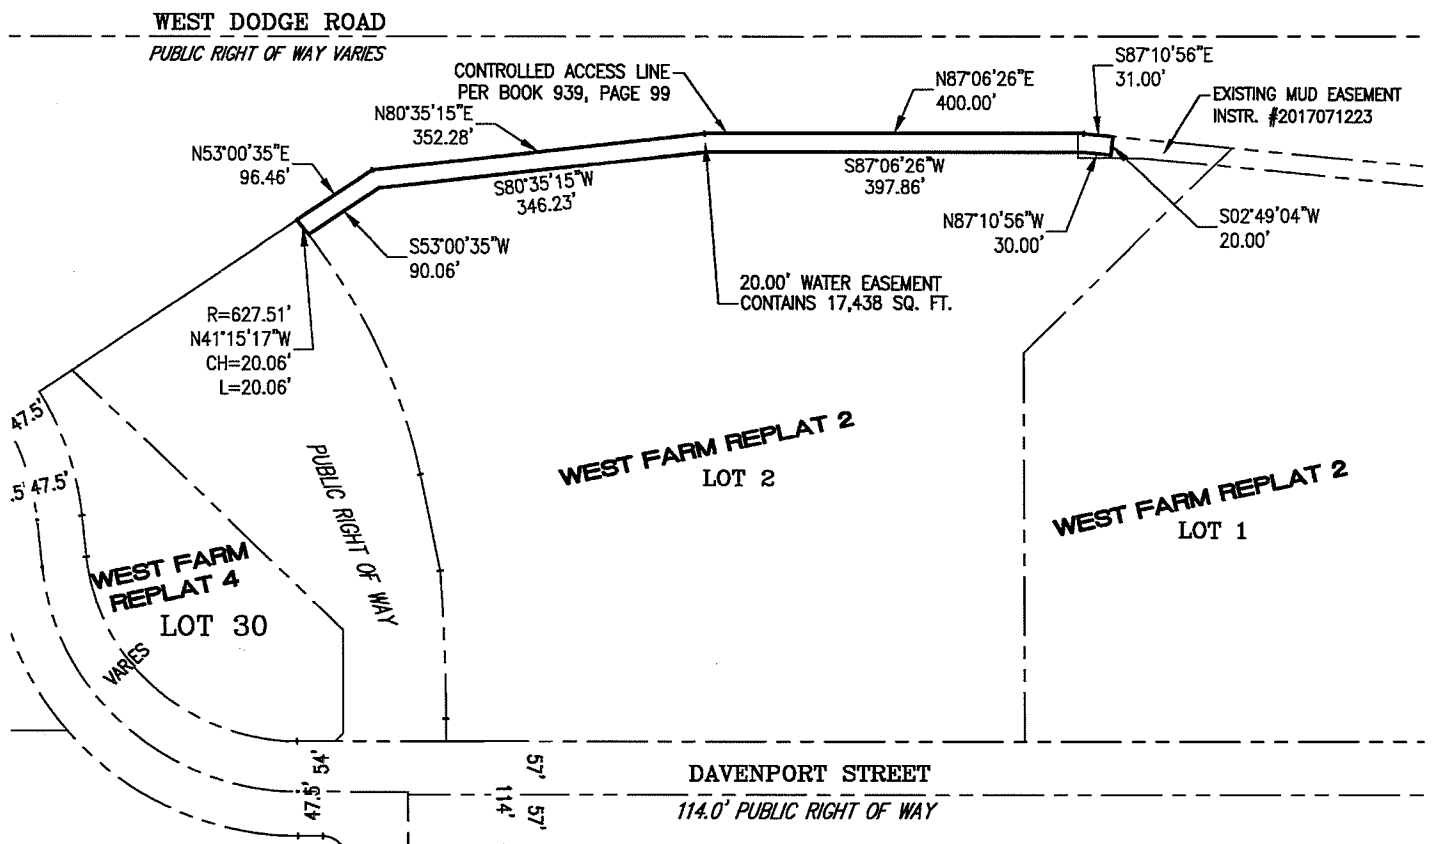 WEST DODGE ROAD
PUBLIC RIGHT OF WAY VARIES
CONTROLLED ACCESS LINE
PER BOOK 939, PAGE 99
N87°06'26"E
400.00'
S87°10'56"E
31.00'
EXISTING MUD EASEMENT
INSTR. #2017071223
N80°35'15"E
352.28'
N53°00'35"E
96.46'
S80°35'15"W
346.23'
S87°06'26"W
397.86'
N87°10'56"W
30.00'
S02°49'04"W
20.00'
S53°00'35"W
90.06'
20.00' WATER EASEMENT
CONTAINS 17,438 SQ. FT.
R=627.51'
N41°15'17"W
CH=20.06'
L=20.06'
47.5'
.5' 47.5'
PUBLIC RIGHT OF WAY
WEST FARM REPLAT 2
LOT 2
WEST FARM REPLAT 2
LOT 1
WEST FARM
REPLAT 4
LOT 30
VARIES
54'
47.5'
57'
114'
57'
DAVENPORT STREET
114.0' PUBLIC RIGHT OF WAY